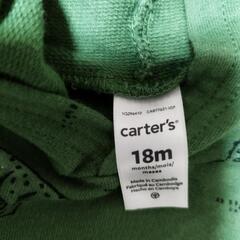 carter's
18m
months/mois/
meses
Made in Cambodia
Fabriqué au Cambodge
Hecho en Camboya